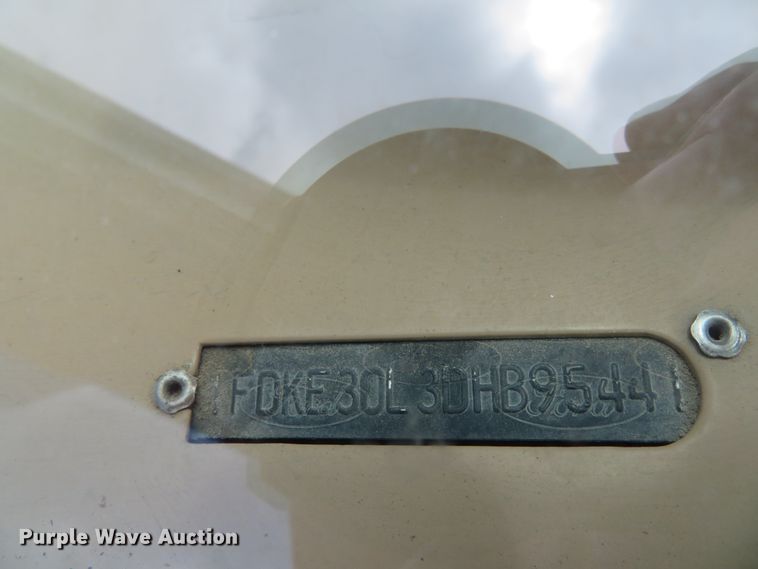 1FDKE30L3DHB95441
Purple Wave Auction